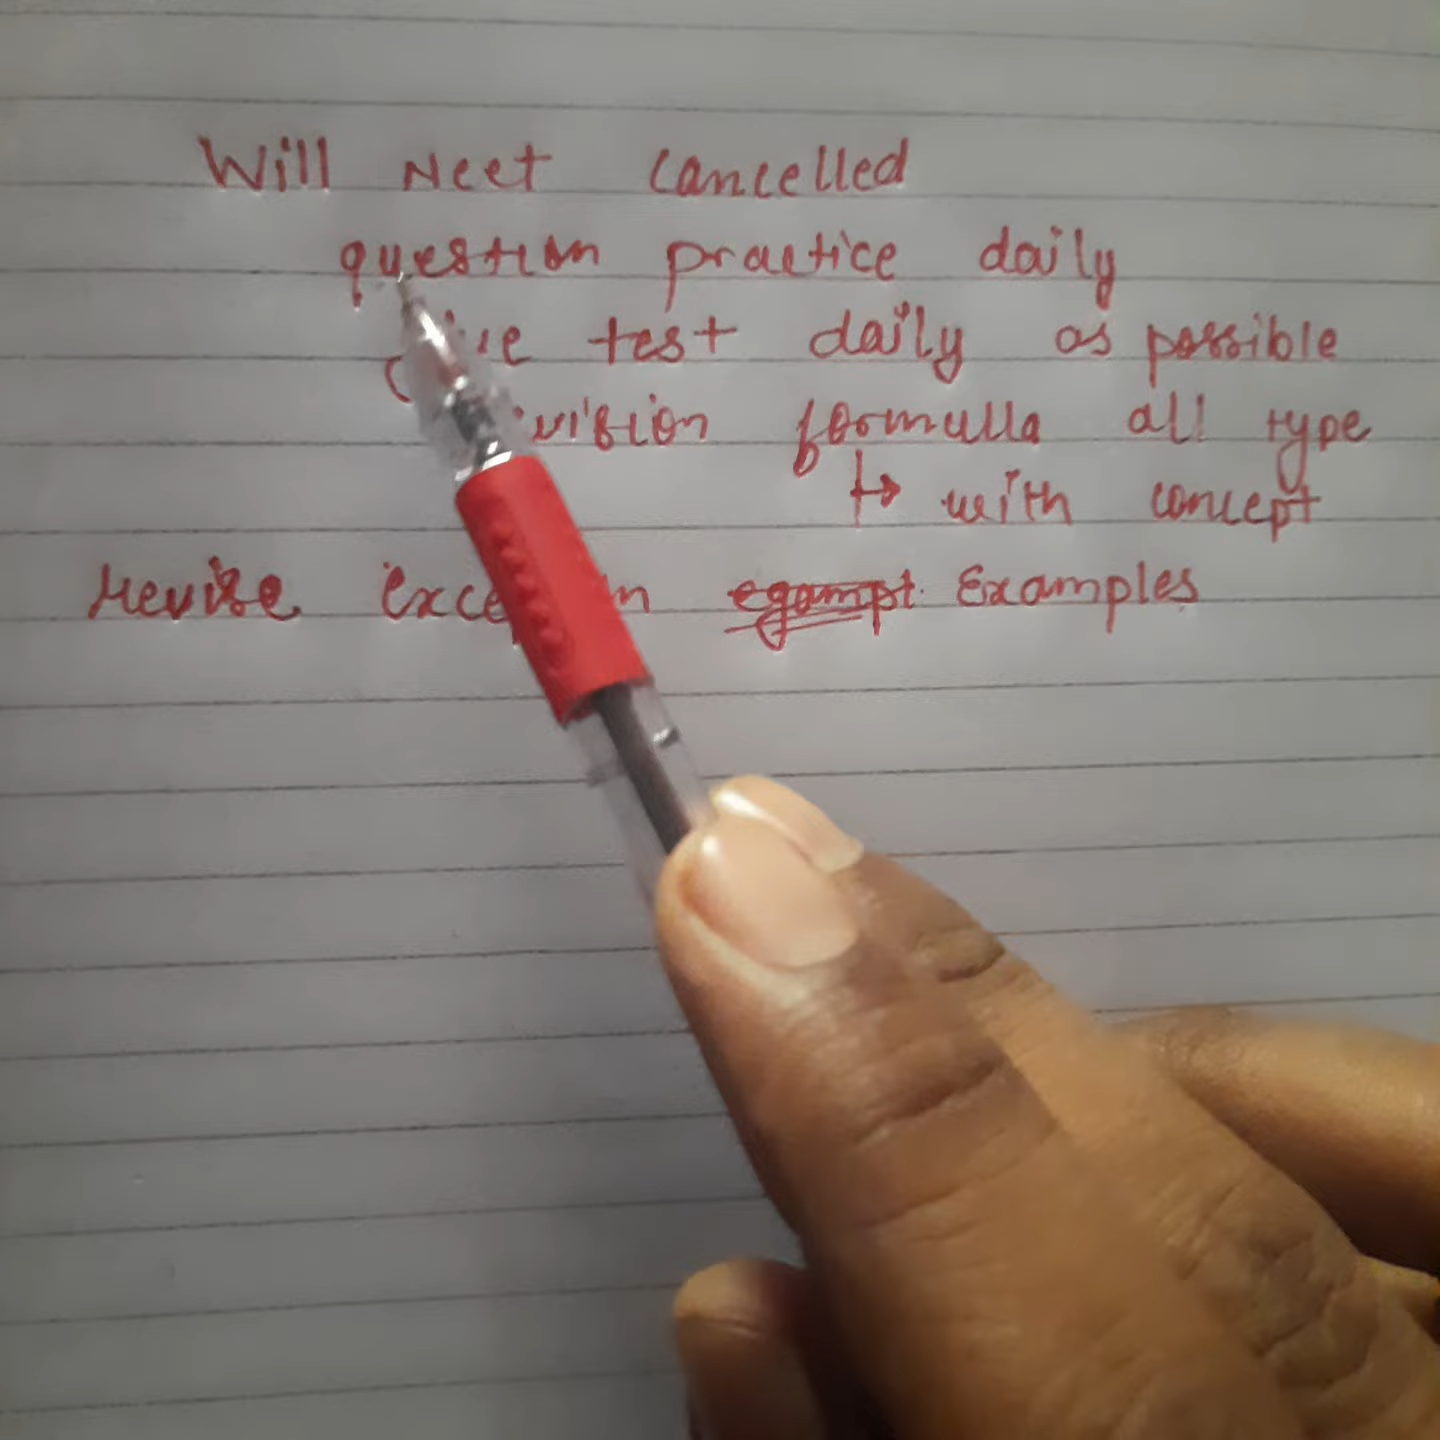 Will Neet cancelled
question practice daily
test daily as possible
formulla all type
↳ with concept
revise Examples